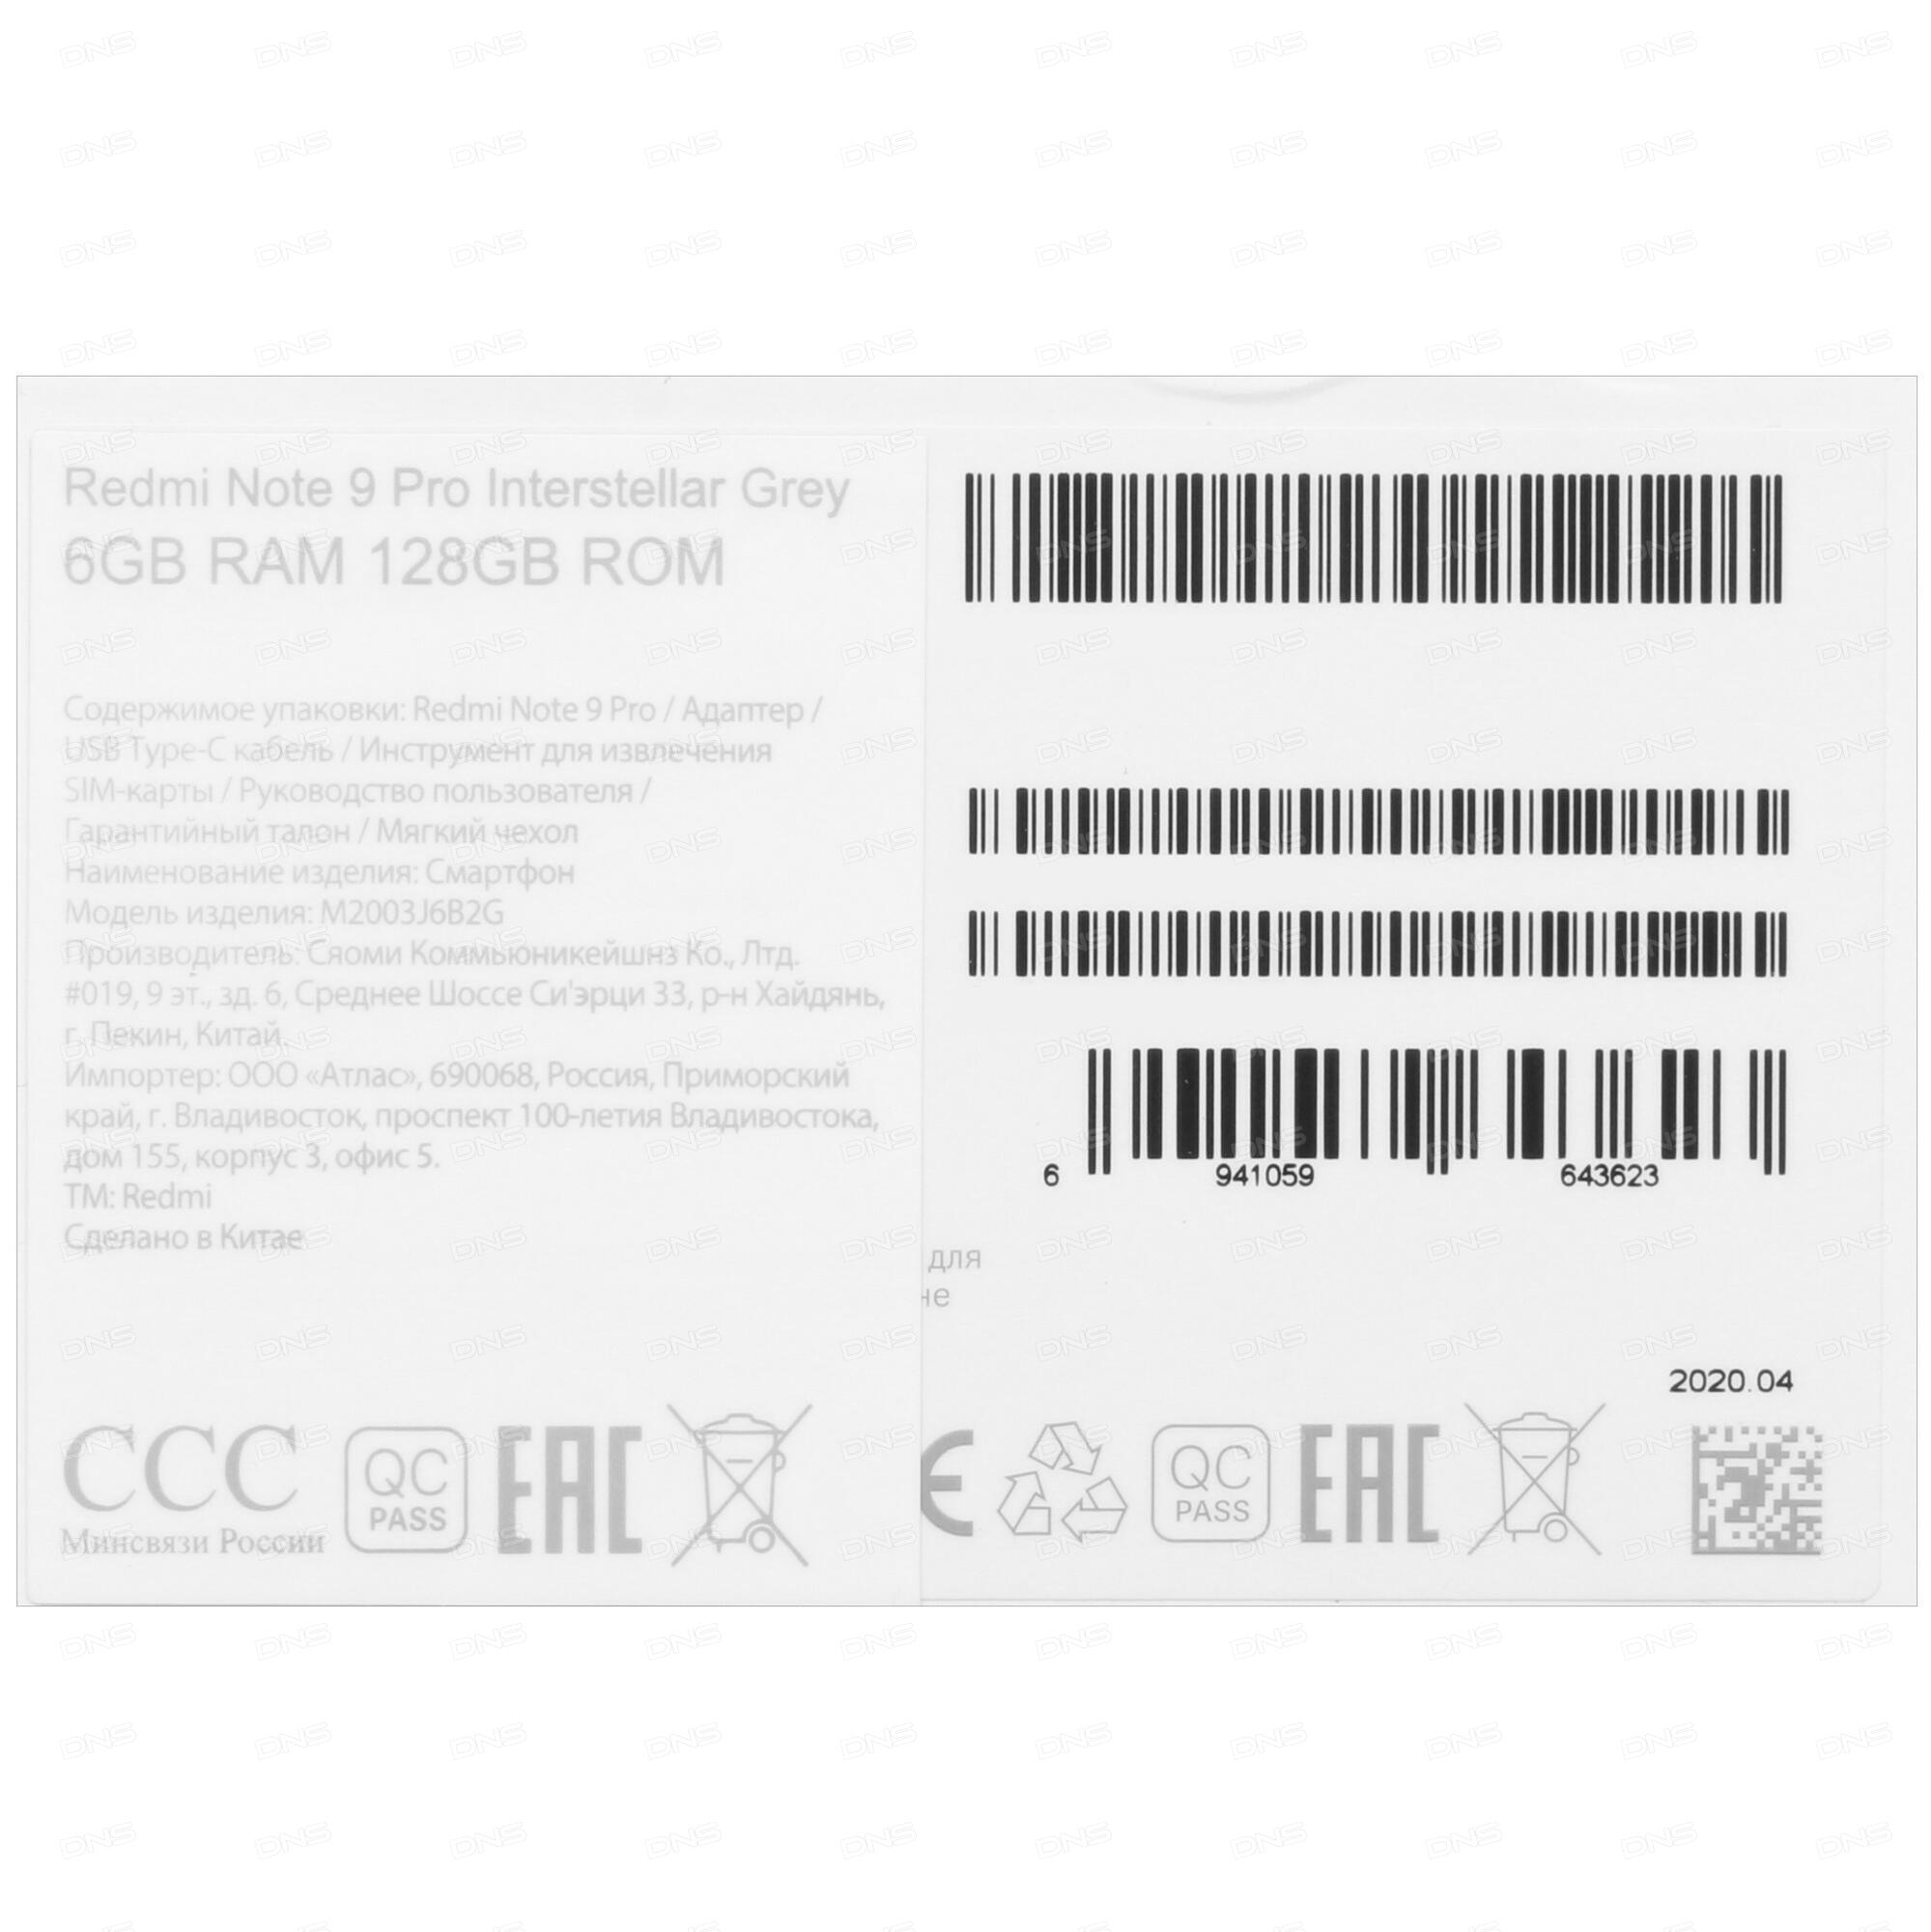 Redmi Note 9 Pro Interstellar Grey
6GB RAM 128GB ROM
Содержимое упаковки: Redmi Note 9 Pro / Адаптер /
USB Type-C кабель / Инструмент для извлечения
SIM-карты / Руководство пользователя /
Гарантийный талон / Мягкий чехол
Наименование изделия: Смартфон
Модель изделия: M2003J6B2G
Производитель: Сяоми Коммьюникейшнз Ко., Лтд.
#019, 9 эт., зд. 6, Среднее Шоссе Си'эрци 33, р-н Хайдянь,
г. Пекин, Китай.
Импортер: ООО «Атлас», 690068, Россия, Приморский
край, г. Владивосток, проспект 100-летия Владивостока,
дом 155, корпус 3, офис 5.
TM: Redmi
Сделано в Китае
CCC
Минсвязи России
QC
PASS
EAC
6 941059 643623
для
не
2020.04
CE
QC
PASS
EAC
DNS